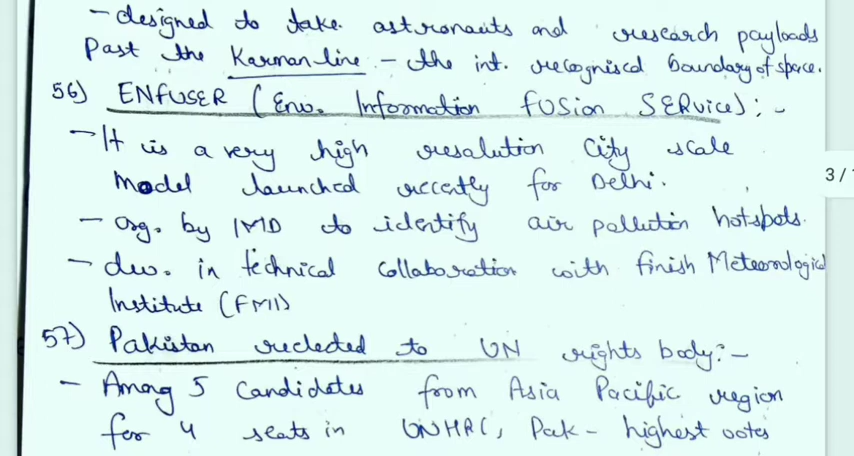 - designed to take astronauts and research payloads
Past the Karman-line - the int. recognised boundary of space.
56) ENFUSER (Env. Information FUSion SERvice) : -
- It is a very high resolution City scale
Model launched recently for Delhi.
3/
- org. by IMD to identify air pollution hotspots.
- dev. in technical collaboration with finish Meteorological
Institute (FMI)
57) Pakistan reelected to UN rights body : -
- Among 5 Candidates from Asia Pacific region
for 4 seats in UNHRC, Pak - highest votes